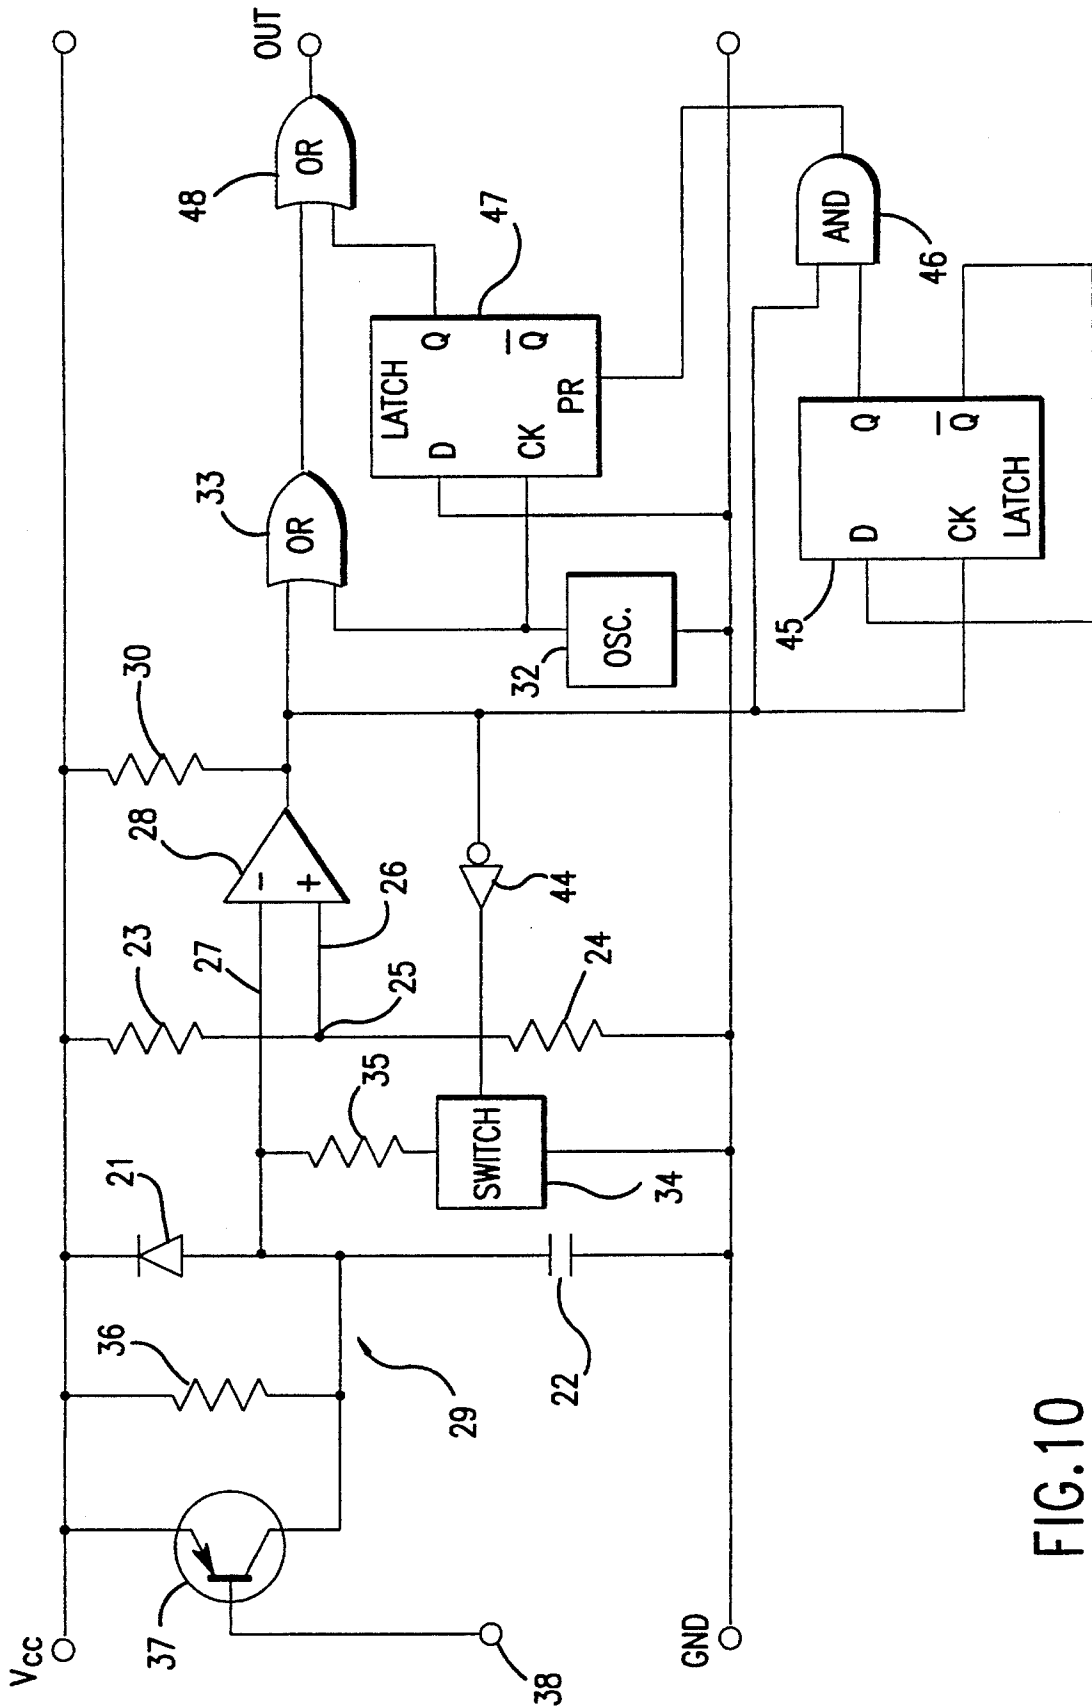 Vcc
OUT
48
OR
33
OR
30
28
-
+
23
27
26
25
21
36
37
38
29
22
35
SWITCH
34
24
44
32
OSC.
LATCH
D
Q
CK
Q
PR
47
AND
46
45
D
Q
CK
Q
LATCH
GND
FIG.10